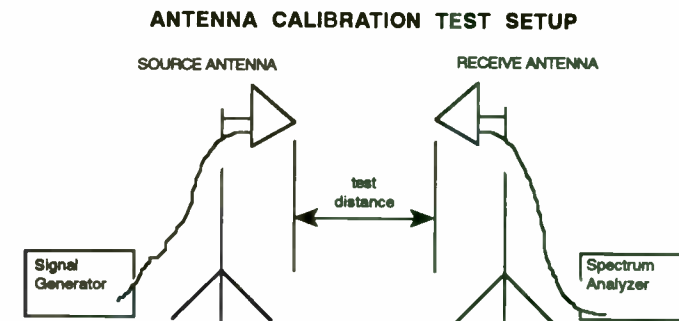 ANTENNA CALIBRATION TEST SETUP
SOURCE ANTENNA
RECEIVE ANTENNA
test
distance
Signal
Generator
Spectrum
Analyzer